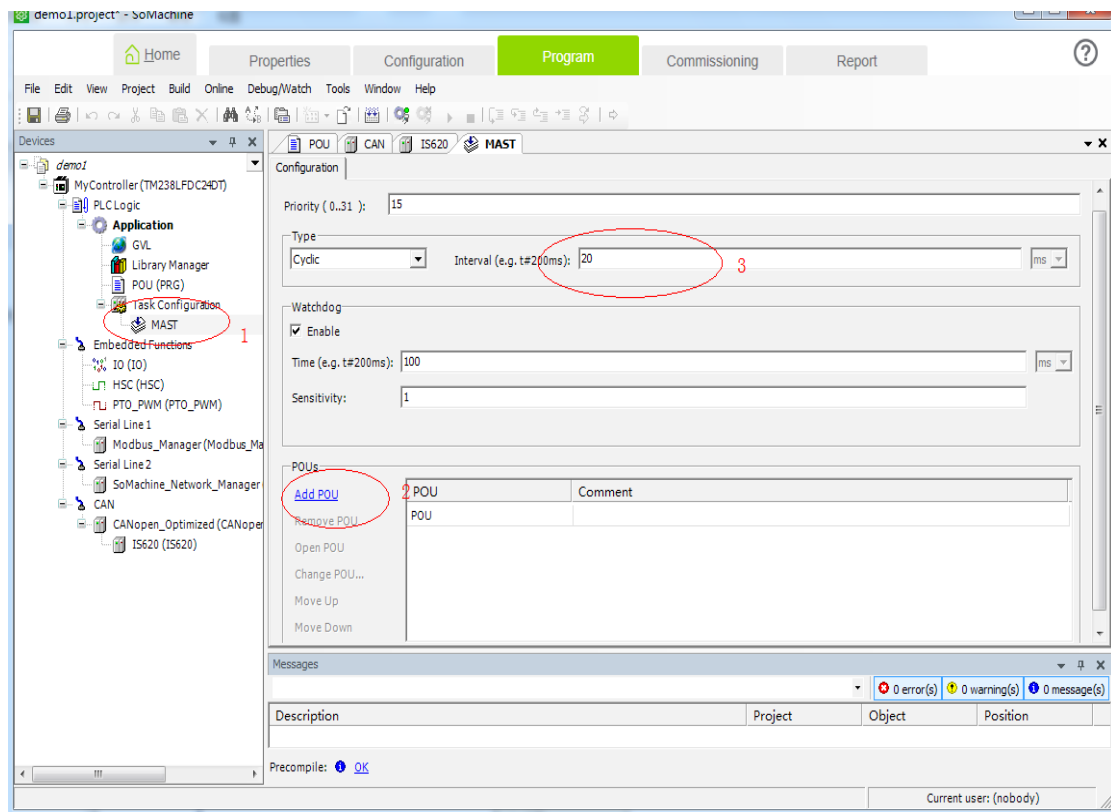 demo1.project* - SoMachine
Home
Properties
Configuration
Program
Commissioning
Report
?
File Edit View Project Build Online Debug/Watch Tools Window Help
Devices
demo1
MyController (TM238LFDC24DT)
PLC Logic
Application
GVL
Library Manager
POU (PRG)
Task Configuration
MAST
1
Embedded Functions
IO (IO)
HSC (HSC)
PTO_PWM (PTO_PWM)
Serial Line 1
Modbus_Manager (Modbus_Ma
Serial Line 2
SoMachine_Network_Manager (
CAN
CANopen_Optimized (CANoper
IS620 (IS620)
POU CAN IS620 MAST
Configuration
Priority ( 0..31 ): 15
Type
Cyclic Interval (e.g. t#200ms): 20 3 ms
Watchdog
Enable
Time (e.g. t#200ms): 100 ms
Sensitivity: 1
POUs
Add POU
2
Remove POU
Open POU
Change POU...
Move Up
Move Down
POU Comment
POU
Messages
0 error(s) 0 warning(s) 0 message(s)
Description Project Object Position
Precompile: OK
Current user: (nobody)